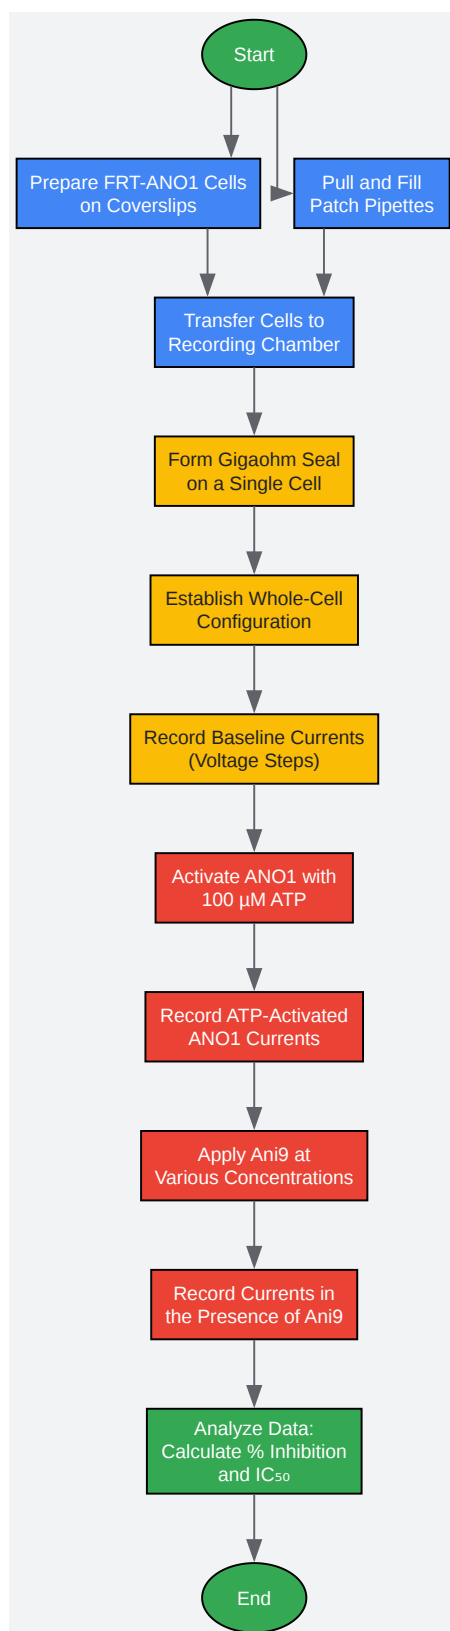 Start
Prepare FRT-ANO1 Cells
on Coverslips
Pull and Fill
Patch Pipettes
Transfer Cells to
Recording Chamber
Form Gigaohm Seal
on a Single Cell
Establish Whole-Cell
Configuration
Record Baseline Currents
(Voltage Steps)
Activate ANO1 with
100 µM ATP
Record ATP-Activated
ANO1 Currents
Apply Ani9 at
Various Concentrations
Record Currents in
the Presence of Ani9
Analyze Data:
Calculate % Inhibition
and IC₅₀
End